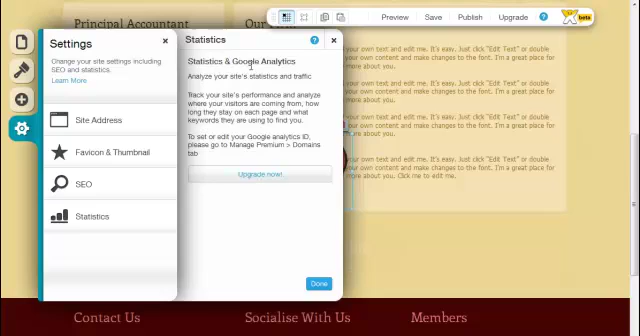 Principal Accountant
Our
Preview
Save
Publish
Upgrade
?
beta
Settings
Change your site settings including
SEO and statistics.
Learn More
Site Address
Favicon & Thumbnail
SEO
Statistics
Statistics
?
Statistics & Google Analytics
Analyze your site's statistics and traffic
Track your site's performance and analyze
where your visitors are coming from, how
long they stay on each page and what
keywords they are using to find you.
To set or edit your Google analytics ID,
please go to Manage Premium > Domains
tab
Upgrade now!
Done
your own text and edit me. It's easy. Just click "Edit Text" or double
your own content and make changes to the font. I'm a great place for
more about you.
your own text and edit me. It's easy. Just click "Edit Text" or double
your own content and make changes to the font. I'm a great place for
more about you.
your own text and edit me. It's easy. Just click "Edit Text" or double
your own content and make changes to the font. I'm a great place for
more about you.
your own text and edit me. It's easy. Just click "Edit Text" or double
your own content and make changes to the font. I'm a great place for
more about you. Click me to edit me.
Contact Us
Socialise With Us
Members